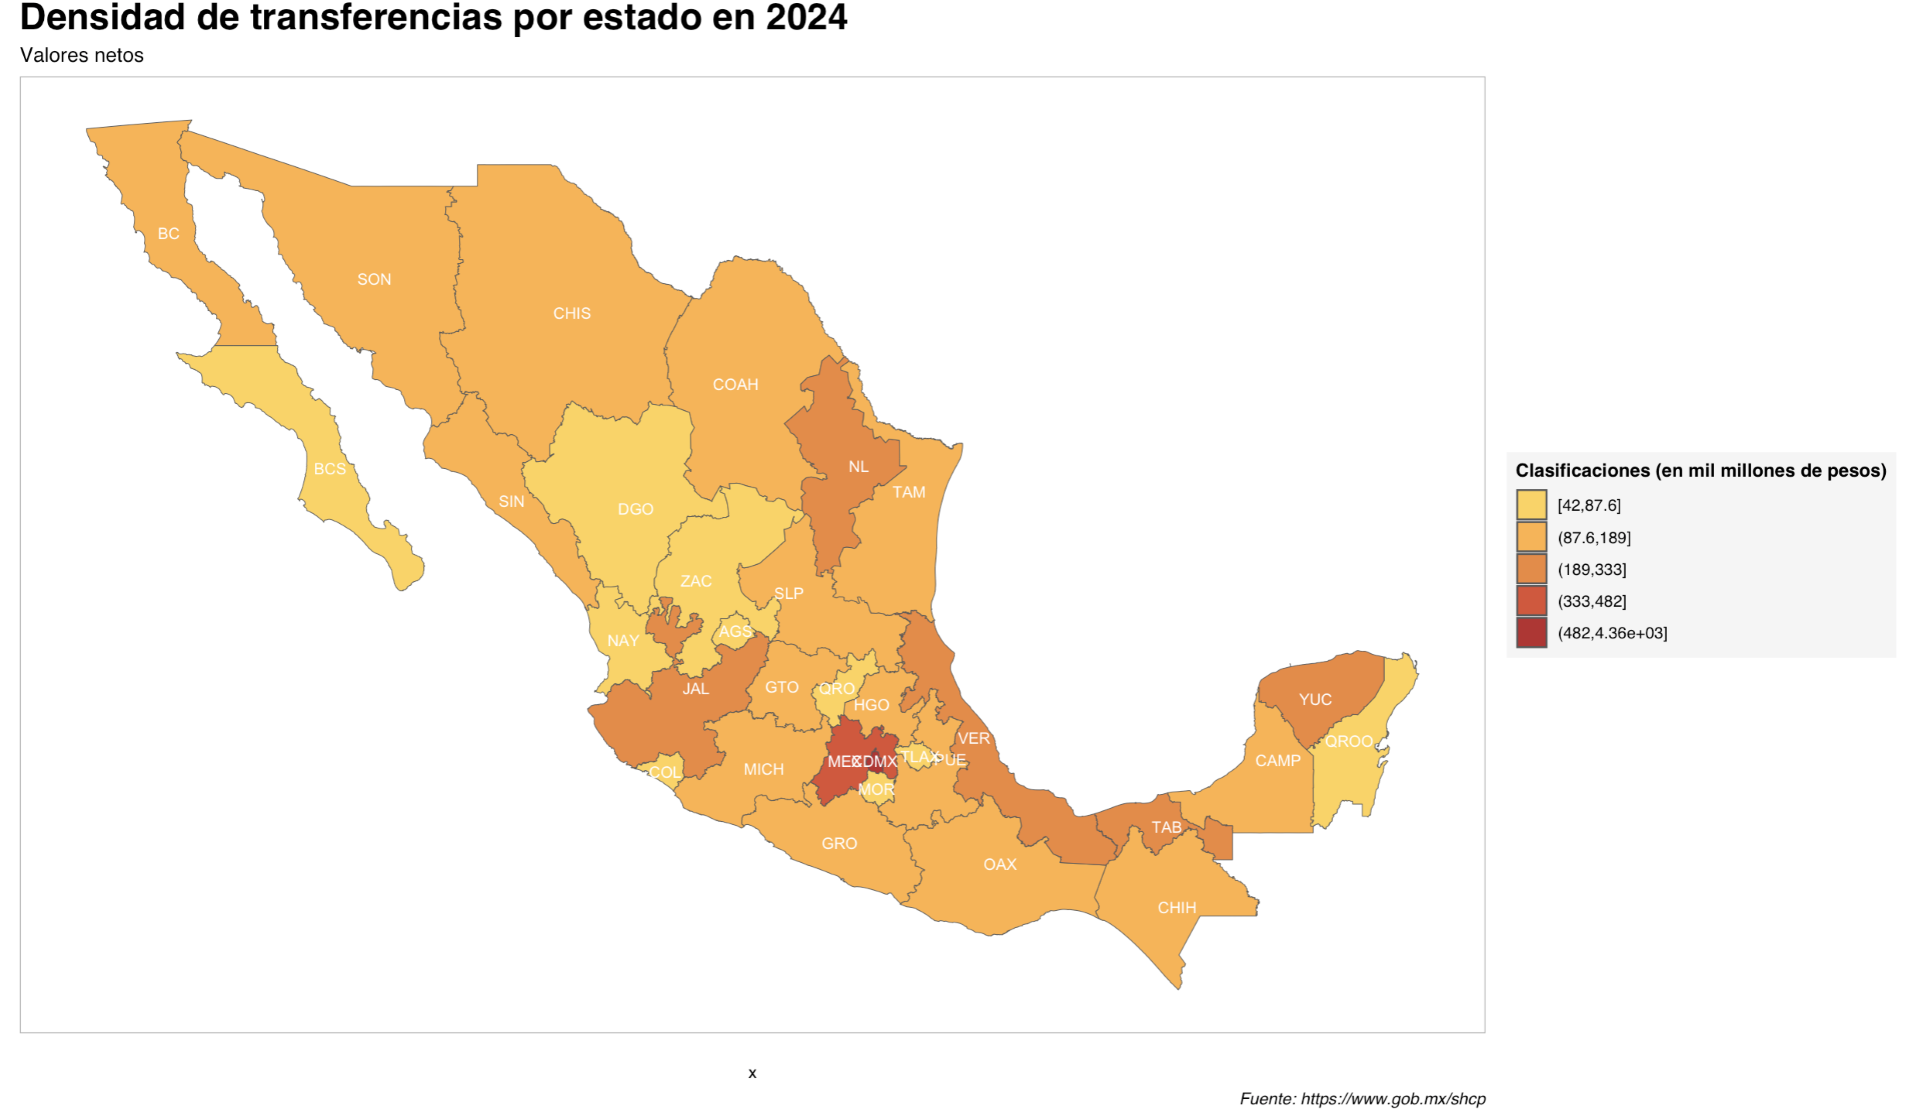 Densidad de transferencias por estado en 2024
Valores netos
BC
SON
CHIS
COAH
BCS
NL
TAM
SIN
DGO
ZAC
SLP
NAY
AGS
JAL
GTO
QRO
HGO
YUC
VER
QROO
CAMP
MEX
CDMX
TLAX
PUE
COL
MICH
MOR
TAB
GRO
OAX
CHIH
Clasificaciones (en mil millones de pesos)
[42,87.6]
(87.6,189]
(189,333]
(333,482]
(482,4.36e+03]
x
Fuente: https://www.gob.mx/shcp